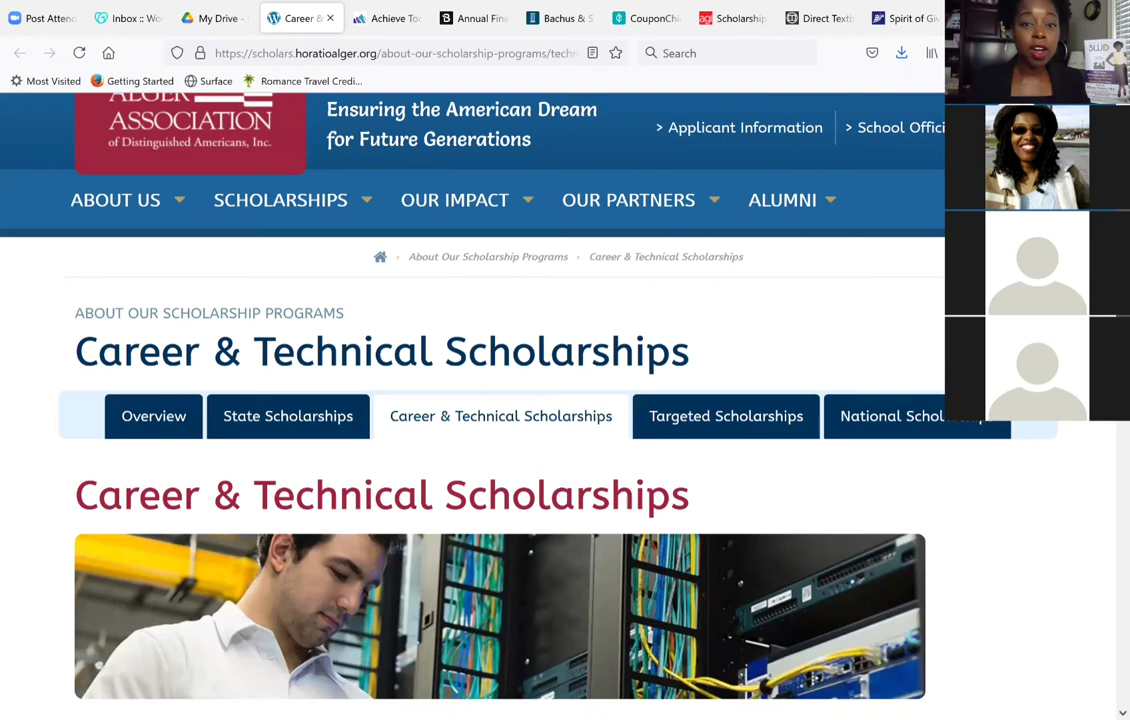 Post Attend
Inbox :: Wo
My Drive -
Career &
Achieve Too
Annual Fina
Bachus & S
CouponChi
Scholarship
Direct Textb
Spirit of Giv
https://scholars.horatioalger.org/about-our-scholarship-programs/techn
Search
Most Visited
Getting Started
Surface
Romance Travel Credi...
ALGER
ASSOCIATION
of Distinguished Americans, Inc.
Ensuring the American Dream
for Future Generations
> Applicant Information
> School Offici
ABOUT US
SCHOLARSHIPS
OUR IMPACT
OUR PARTNERS
ALUMNI
About Our Scholarship Programs
Career & Technical Scholarships
ABOUT OUR SCHOLARSHIP PROGRAMS
Career & Technical Scholarships
Overview
State Scholarships
Career & Technical Scholarships
Targeted Scholarships
National Schol
Career & Technical Scholarships